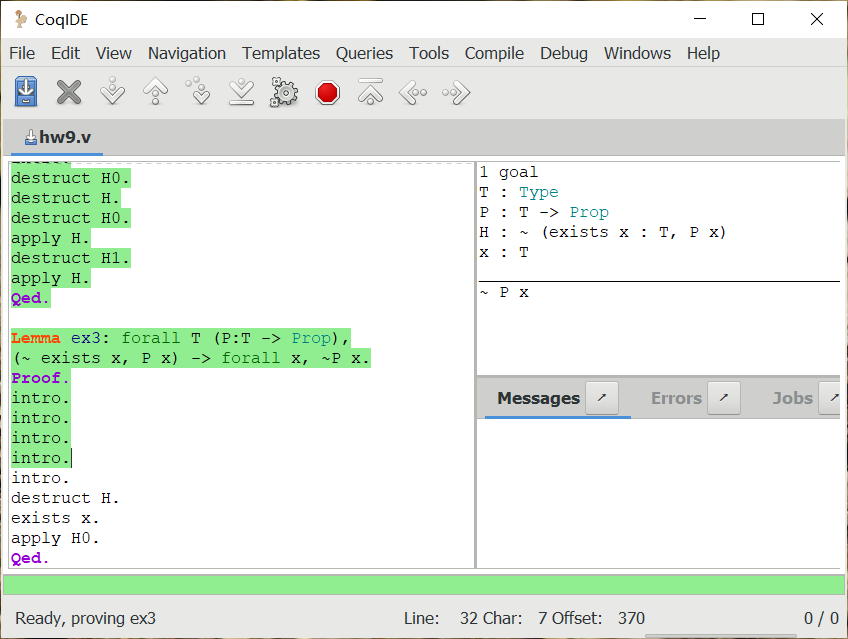 CoqIDE
File Edit View Navigation Templates Queries Tools Compile Debug Windows Help
hw9.v
intro.
destruct H0.
destruct H.
destruct H0.
apply H.
destruct H1.
apply H.
Qed.
Lemma ex3: forall T (P:T -> Prop),
(~ exists x, P x) -> forall x, ~P x.
Proof.
intro.
intro.
intro.
intro.
intro.
destruct H.
exists x.
apply H0.
Qed.
1 goal
T : Type
P : T -> Prop
H : ~ (exists x : T, P x)
x : T
~ P x
Messages Errors Jobs
Ready, proving ex3 Line: 32 Char: 7 Offset: 370 0 / 0